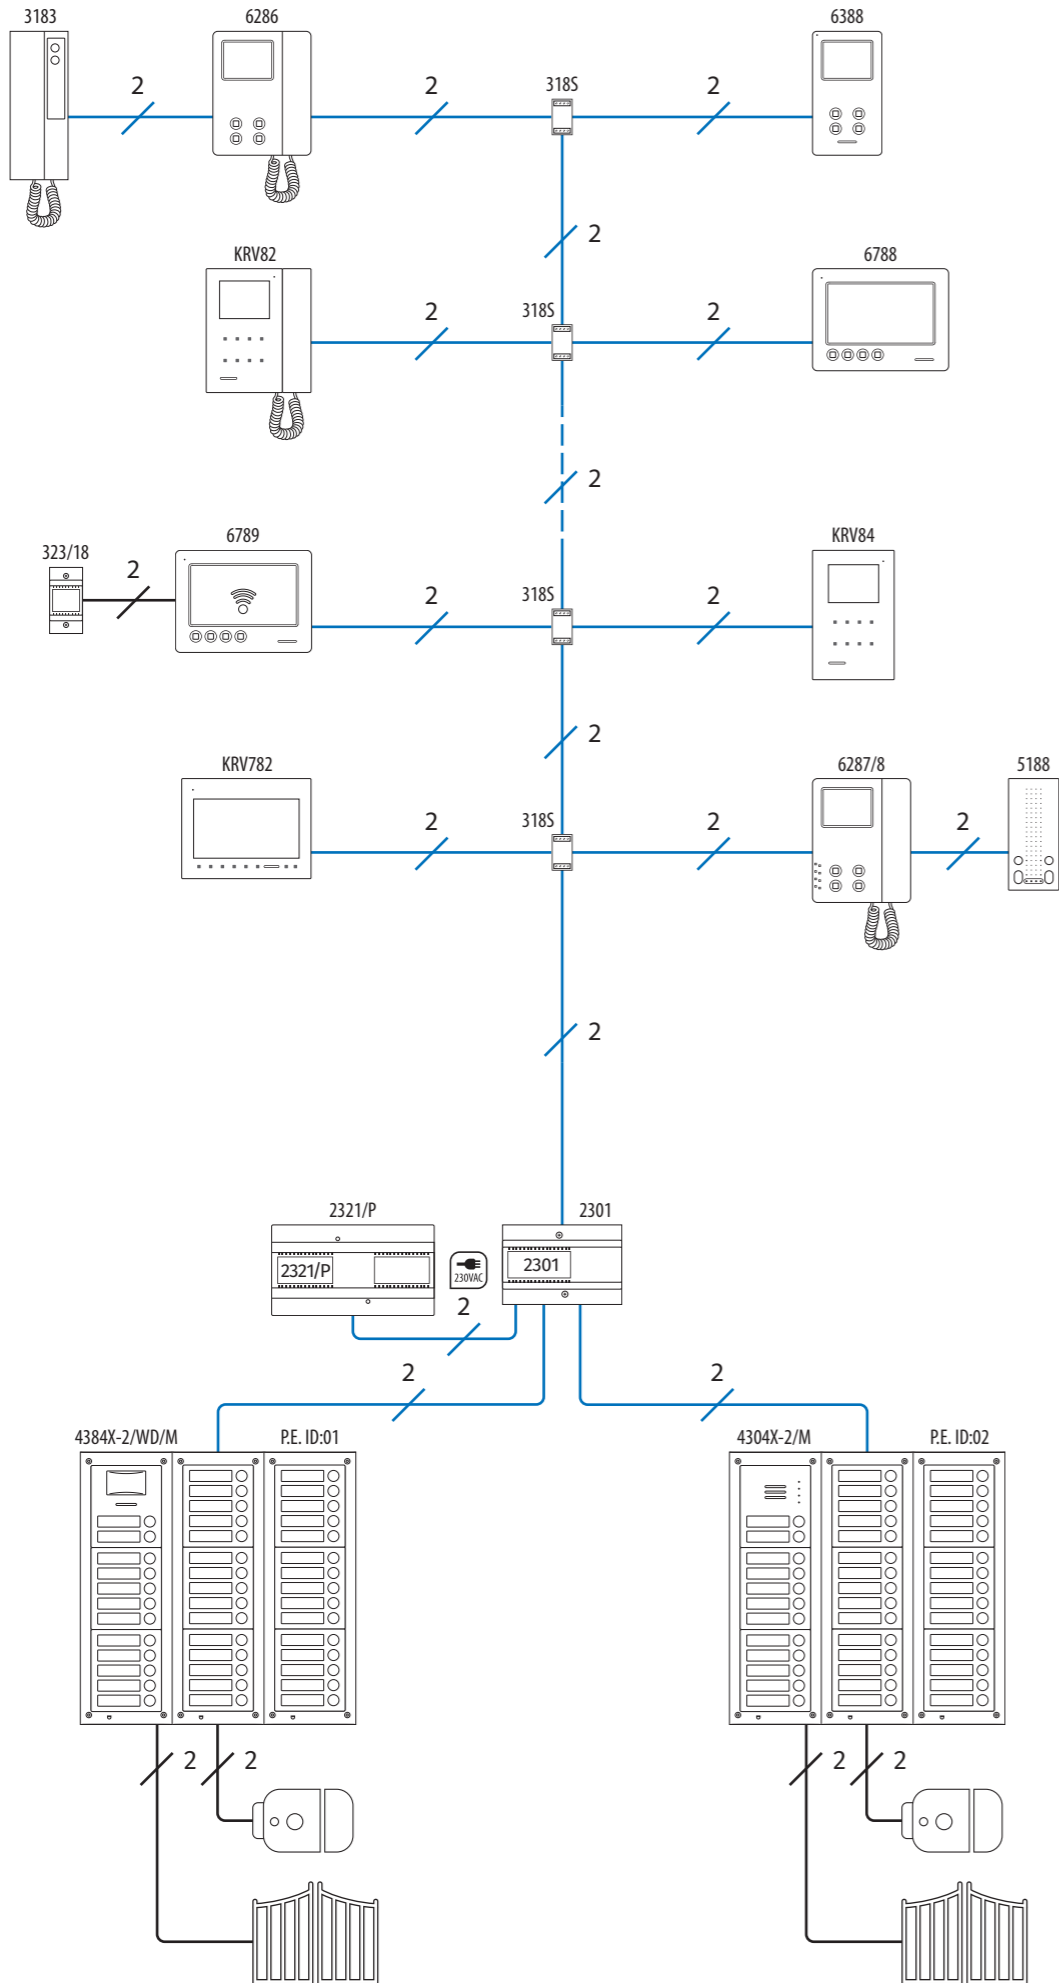 3183 6286 6388
2 2 318S 2
2
KRV82 6788
2 318S 2
2
323/18 6789 KRV84
2 2 318S 2
2
KRV782 6287/8 5188
2 318S 2 2
2
2321/P 2301
2321/P 230VAC 2301
2
2 2
4384X-2/WD/M P.E. ID:01 4304X-2/M P.E. ID:02
2 2 2 2